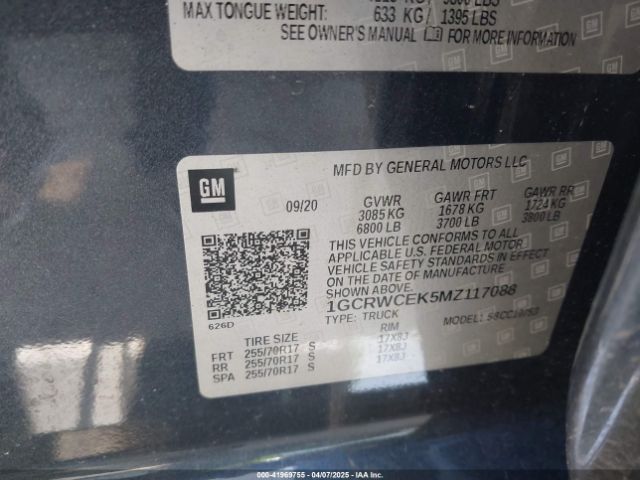 MAX TONGUE WEIGHT: 633 KG / 1395 LBS
SEE OWNER'S MANUAL FOR MORE INFORMATION
MFD BY GENERAL MOTORS LLC
GM
09/20 GVWR GAWR FRT GAWR RR
3085 KG 1678 KG 1724 KG
6800 LB 3700 LB 3800 LB
THIS VEHICLE CONFORMS TO ALL
APPLICABLE U.S. FEDERAL MOTOR
VEHICLE SAFETY STANDARDS IN EFFECT
ON THE DATE OF MANUFACTURE
SHOWN ABOVE.
1GCRWCEK5MZ117088
TYPE: TRUCK MODEL:
626D
TIRE SIZE RIM
FRT 255/70R17 S 17X8J
RR 255/70R17 S 17X8J
SPA 255/70R17 S 17X8J
000-41969755 - 04/07/2025 - IAAI.COM